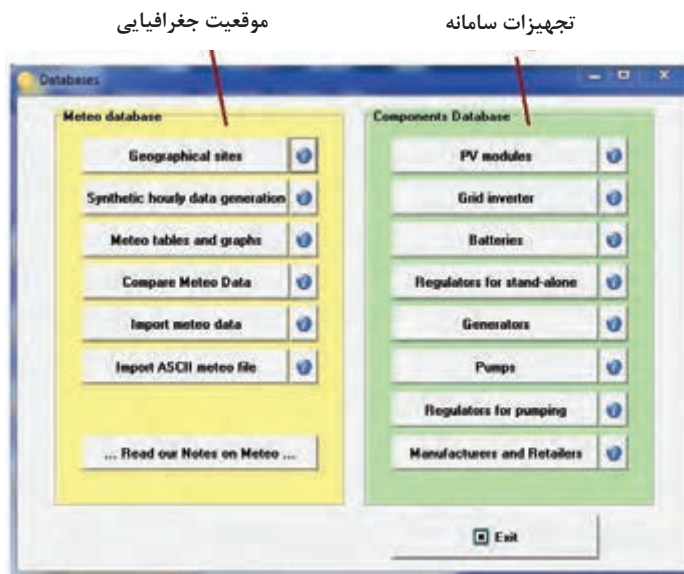 موقعیت جغرافیایی
تجهیزات سامانه
Databases
Meteo database
Geographical sites
Synthetic hourly data generation
Meteo tables and graphs
Compare Meteo Data
Import meteo data
Import ASCII meteo file
... Read our Notes on Meteo ...
Components Database
PV modules
Grid inverter
Batteries
Regulators for stand-alone
Generators
Pumps
Regulators for pumping
Manufacturers and Retailers
Exit